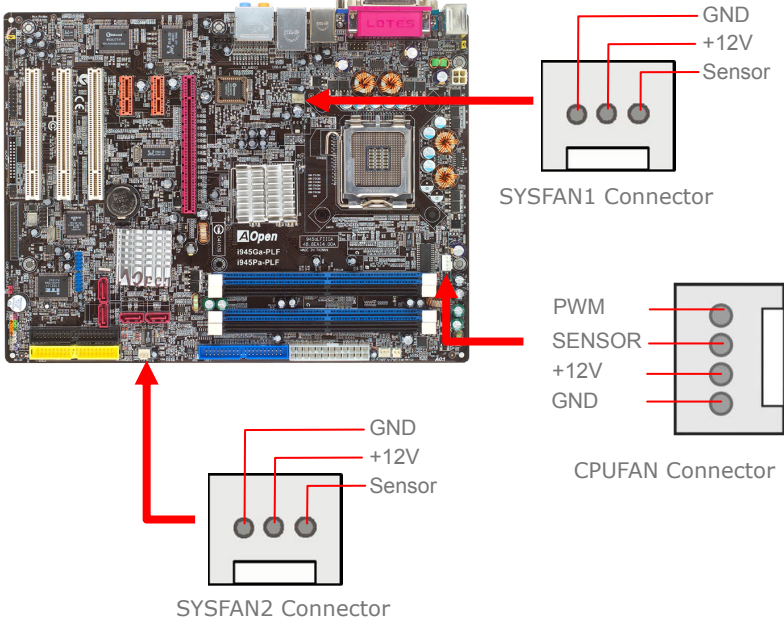 GND
+12V
Sensor
SYSFAN1 Connector
LOTES
AOpen
i945Ga-PLF
i945Pa-PLF
PWM
SENSOR
+12V
GND
CPUFAN Connector
GND
+12V
Sensor
SYSFAN2 Connector